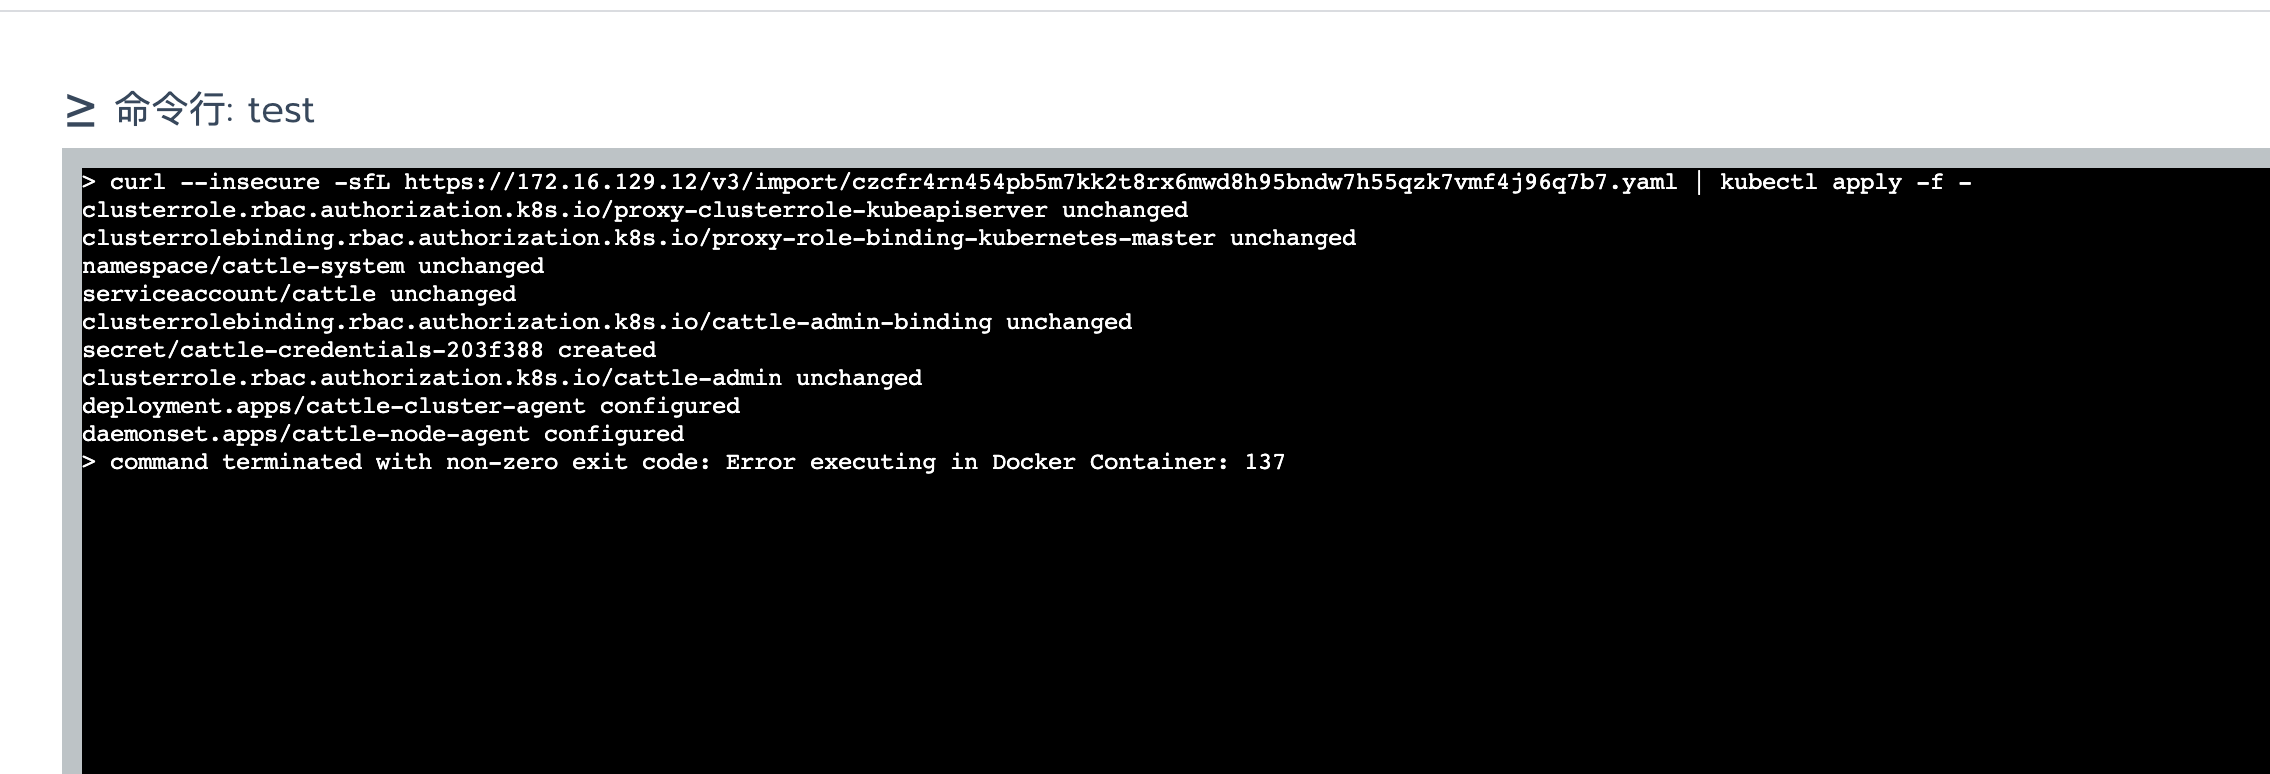 ≥ 命令行: test
> curl --insecure -sfL https://172.16.129.12/v3/import/czcfr4rn454pb5m7kk2t8rx6mwd8h95bndw7h55qzk7vmf4j96q7b7.yaml | kubectl apply -f -
clusterrole.rbac.authorization.k8s.io/proxy-clusterrole-kubeapiserver unchanged
clusterrolebinding.rbac.authorization.k8s.io/proxy-role-binding-kubernetes-master unchanged
namespace/cattle-system unchanged
serviceaccount/cattle unchanged
clusterrolebinding.rbac.authorization.k8s.io/cattle-admin-binding unchanged
secret/cattle-credentials-203f388 created
clusterrole.rbac.authorization.k8s.io/cattle-admin unchanged
deployment.apps/cattle-cluster-agent configured
daemonset.apps/cattle-node-agent configured
> command terminated with non-zero exit code: Error executing in Docker Container: 137